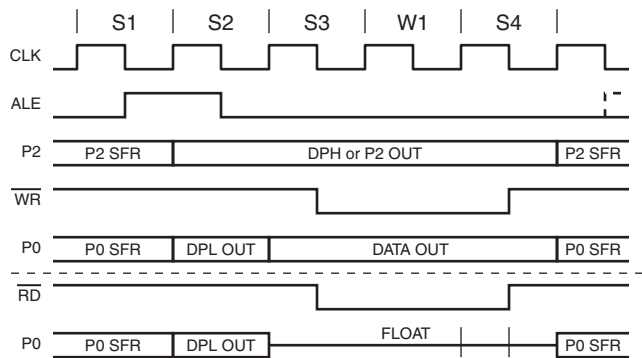 S1 S2 S3 W1 S4
CLK
ALE
P2 P2 SFR DPH or P2 OUT P2 SFR
WR
P0 P0 SFR DPL OUT DATA OUT P0 SFR
RD
P0 P0 SFR DPL OUT FLOAT P0 SFR